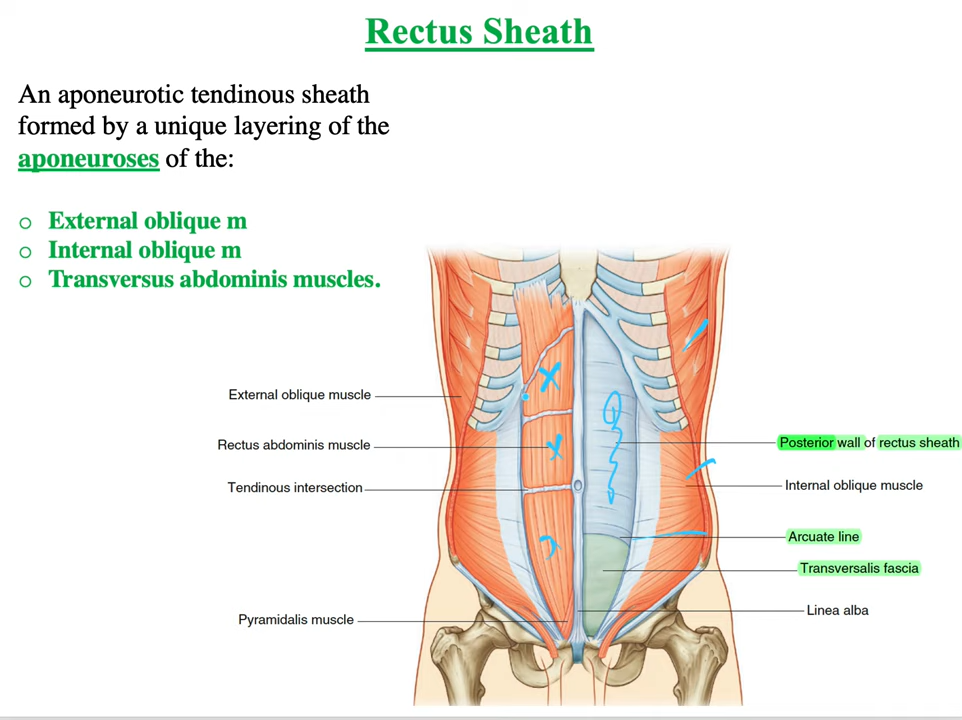 Rectus Sheath
An aponeurotic tendinous sheath
formed by a unique layering of the
aponeuroses of the:
○ External oblique m
○ Internal oblique m
○ Transversus abdominis muscles.
External oblique muscle
Rectus abdominis muscle
Tendinous intersection
Pyramidalis muscle
Posterior wall of rectus sheath
Internal oblique muscle
Arcuate line
Transversalis fascia
Linea alba